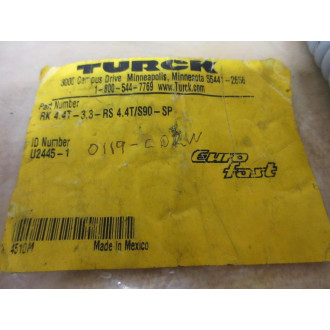 TURCK
3000 Campus Drive Minneapolis, Minnesota 55441-2656
1-800-544-7769 www.turck.com
Part Number
RK 4.4T-3.3-RS 4.4T/S90-SP
ID Number
U2445-1
0119-
Euro
fast
Made in Mexico